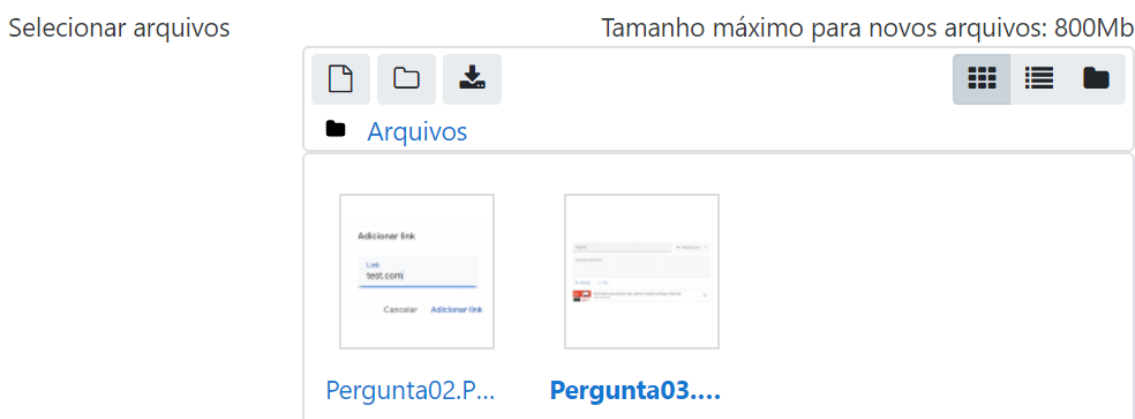 Selecionar arquivos
Tamanho máximo para novos arquivos: 800Mb
Arquivos
Adicionar link
Link
test.com
Cancelar Adicionar link
Pergunta02.P...
Pergunta03....